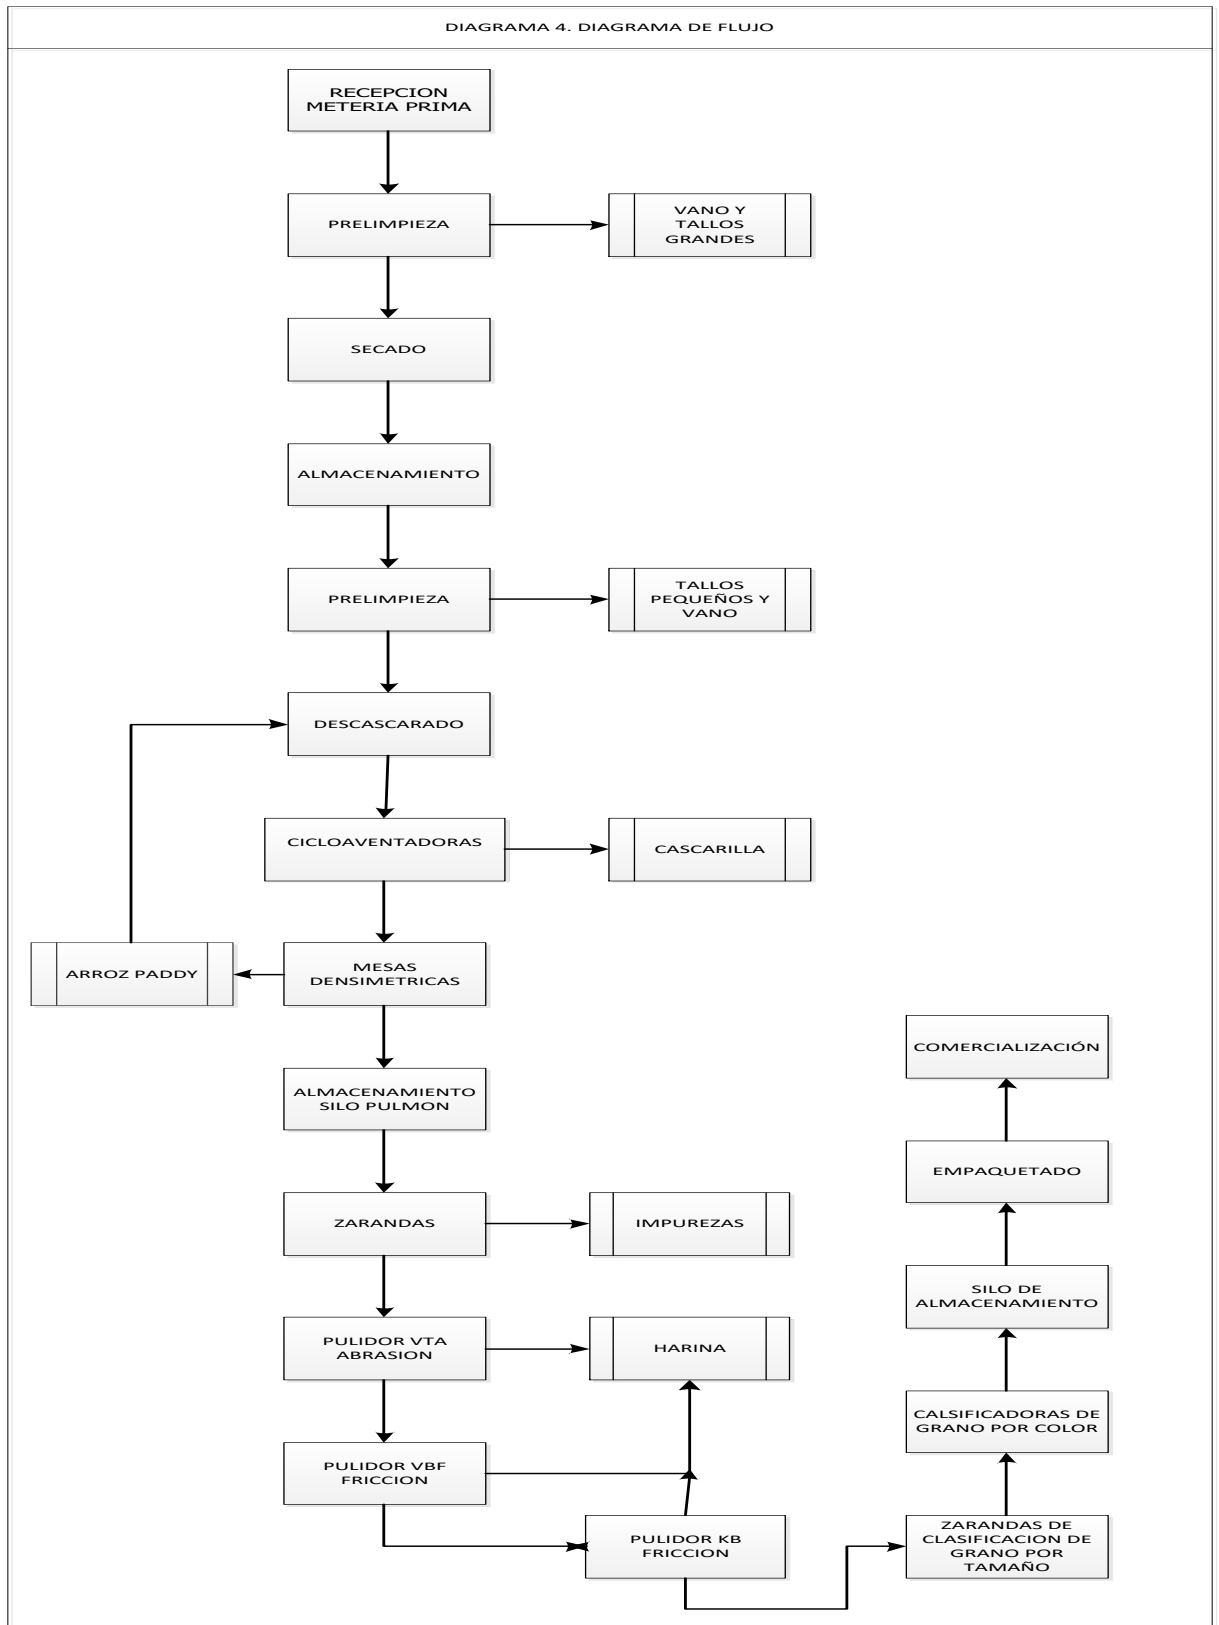 DIAGRAMA 4. DIAGRAMA DE FLUJO
RECEPCION
METERIA PRIMA
PRELIMPIEZA
VANO Y
TALLOS
GRANDES
SECADO
ALMACENAMIENTO
PRELIMPIEZA
TALLOS
PEQUEÑOS Y
VANO
DESCASCARADO
CICLOAVENTADORAS
CASCARILLA
ARROZ PADDY
MESAS
DENSIMETRICAS
ALMACENAMIENTO
SILO PULMON
ZARANDAS
IMPUREZAS
PULIDOR VTA
ABRASION
HARINA
PULIDOR VBF
FRICCION
PULIDOR KB
FRICCION
ZARANDAS DE
CLASIFICACION DE
GRANO POR
TAMAÑO
CALSIFICADORAS DE
GRANO POR COLOR
SILO DE
ALMACENAMIENTO
EMPAQUETADO
COMERCIALIZACIÓN